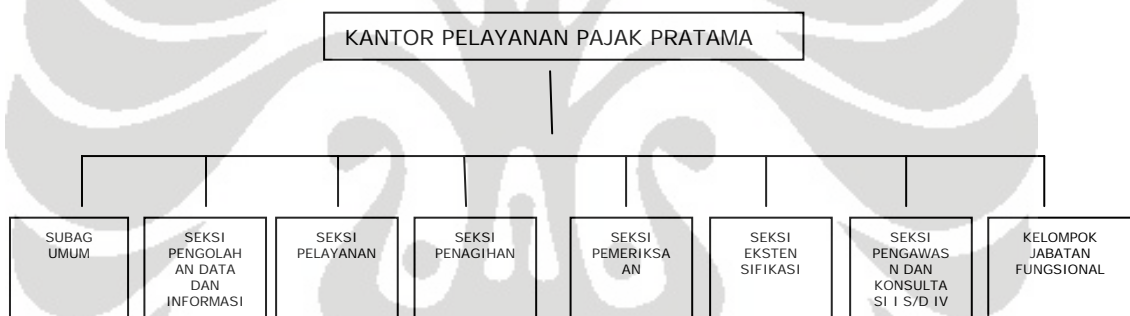 KANTOR PELAYANAN PAJAK PRATAMA
SUBAG
UMUM
SEKSI
PENGOLAH
AN DATA
DAN
INFORMASI
SEKSI
PELAYANAN
SEKSI
PENAGIHAN
SEKSI
PEMERIKSA
AN
SEKSI
EKSTEN
SIFIKASI
SEKSI
PENGAWAS
N DAN
KONSULTA
SI I S/D IV
KELOMPOK
JABATAN
FUNGSIONAL